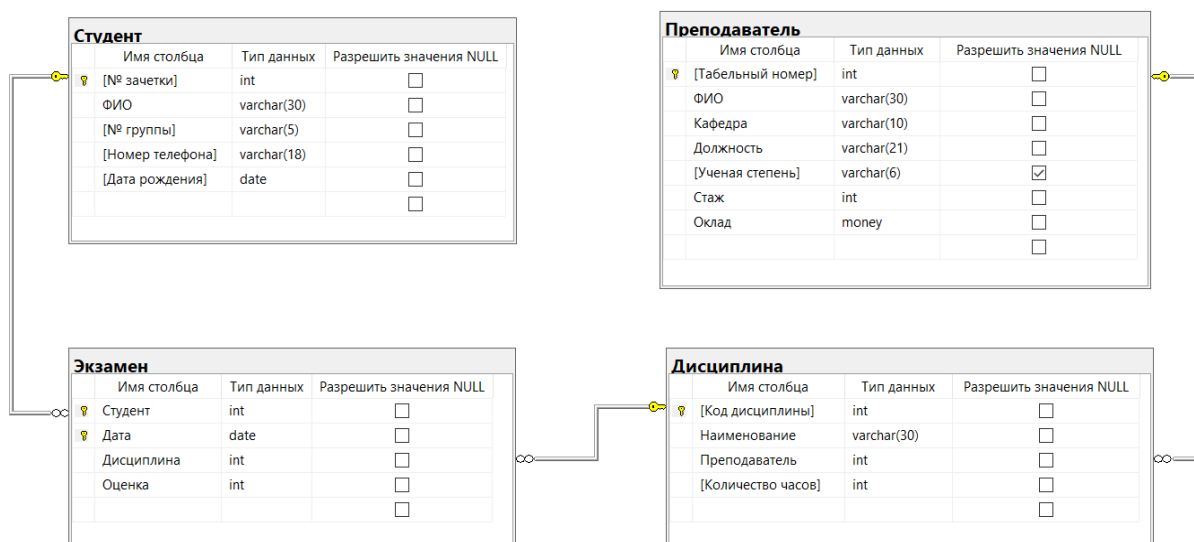 Студент
Имя столбца Тип данных Разрешить значения NULL
[№ зачетки] int
ФИО varchar(30)
[№ группы] varchar(5)
[Номер телефона] varchar(18)
[Дата рождения] date
Преподаватель
Имя столбца Тип данных Разрешить значения NULL
[Табельный номер] int
ФИО varchar(30)
Кафедра varchar(10)
Должность varchar(21)
[Ученая степень] varchar(6)
Стаж int
Оклад money
Экзамен
Имя столбца Тип данных Разрешить значения NULL
Студент int
Дата date
Дисциплина int
Оценка int
Дисциплина
Имя столбца Тип данных Разрешить значения NULL
[Код дисциплины] int
Наименование varchar(30)
Преподаватель int
[Количество часов] int